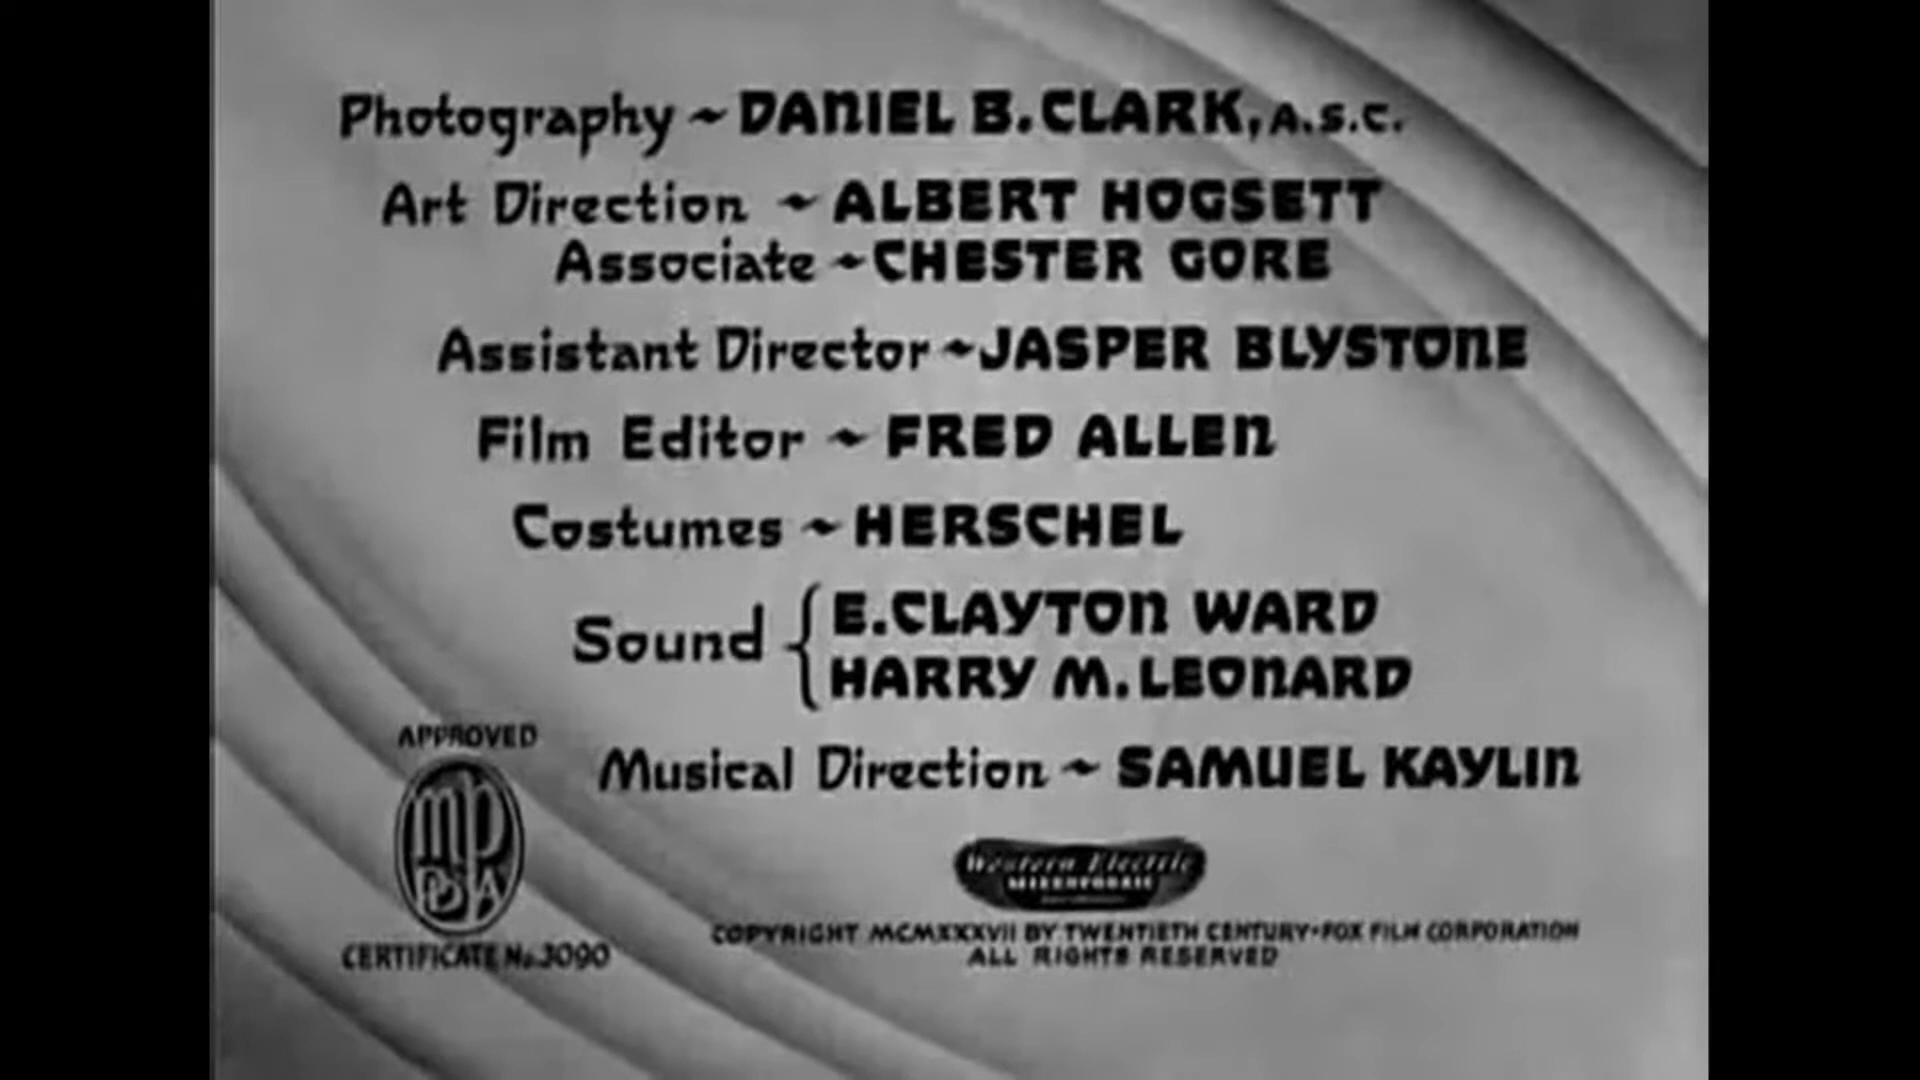 Photography ~ DANIEL B. CLARK, A.S.C.
Art Direction ~ ALBERT HOGSETT
Associate ~ CHESTER GORE
Assistant Director ~ JASPER BLYSTONE
Film Editor ~ FRED ALLEN
Costumes ~ HERSCHEL
Sound { E. CLAYTON WARD
HARRY M. LEONARD
Musical Direction ~ SAMUEL KAYLIN
APPROVED
MPPDA
CERTIFICATE No. 3090
Western Electric
COPYRIGHT MCMXXXVII BY TWENTIETH CENTURY-FOX FILM CORPORATION
ALL RIGHTS RESERVED